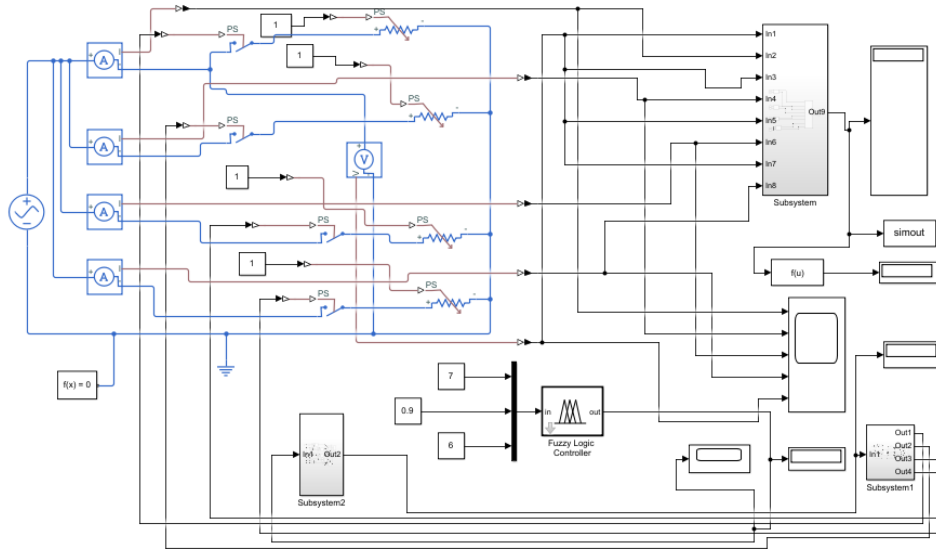 PS
1
PS
PS
1
In1
In2
In3
In4
In5
In6
In7
In8
Out9
Subsystem
A
PS
PS
A
V
1
A
PS
PS
simout
1
A
PS
PS
f(u)
f(x) = 0
7
0.9
6
in
out
Fuzzy Logic
Controller
In1
Out2
Subsystem2
In1
Out1
Out2
Out3
Out4
Subsystem1